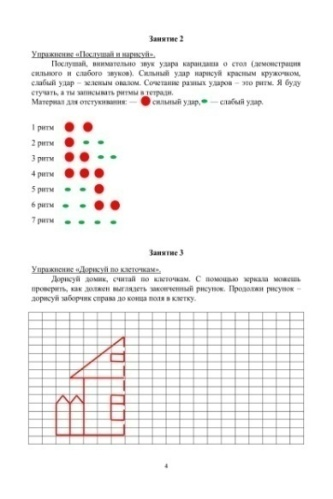 Занятие 2
Упражнение «Послушай и нарисуй».
Послушай, внимательно звук удара карандаша о стол (демонстрация
сильного и слабого звуков). Сильный удар нарисуй красным кружочком,
слабый удар – зеленым овалом. Сочетание разных ударов – это ритм. Я буду
стучать, а ты записывать ритмы в тетради.
Материал для отстукивания: — сильный удар, — слабый удар.
1 ритм
2 ритм
3 ритм
4 ритм
5 ритм
6 ритм
7 ритм
Занятие 3
Упражнение «Дорисуй по клеточкам».
Дорисуй домик, считай по клеточкам. С помощью зеркала можешь
проверить, как должен выглядеть законченный рисунок. Продолжи рисунок –
дорисуй заборчик справа до конца поля в клетку.
4